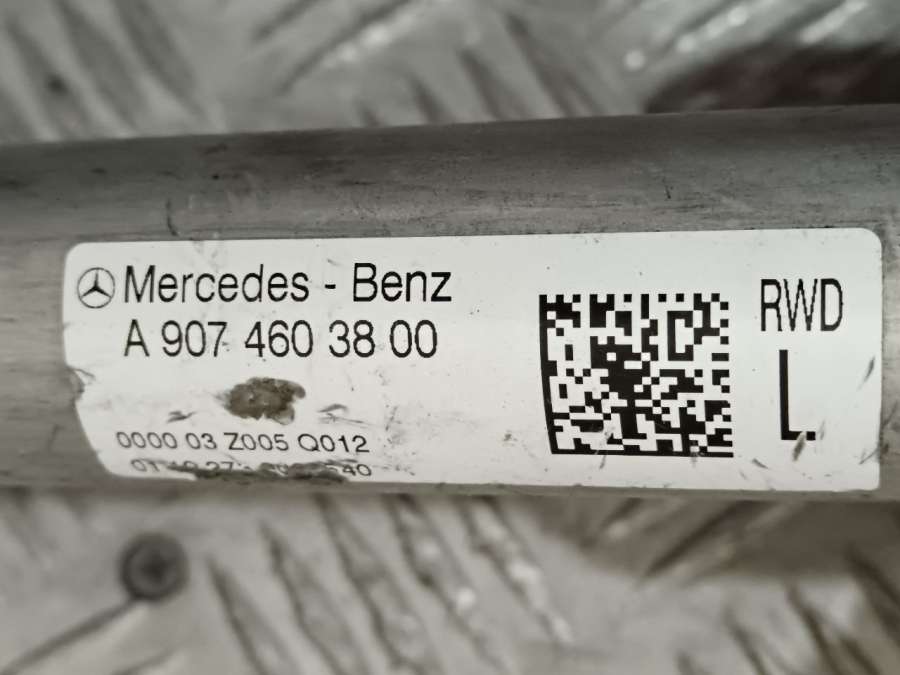 Mercedes - Benz
A 907 460 38 00
0000 03 Z005 Q012
RWD
L